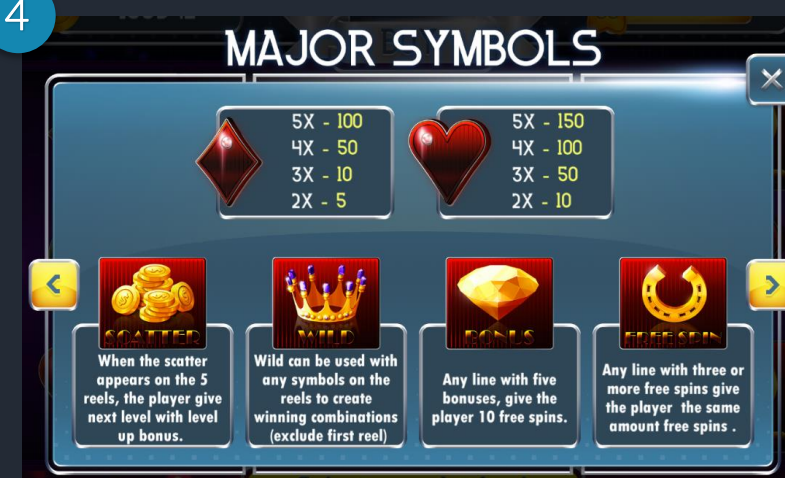 4
MAJOR SYMBOLS
5X - 100
4X - 50
3X - 10
2X - 5
5X - 150
4X - 100
3X - 50
2X - 10
SCATTER
When the scatter
appears on the 5
reels, the player give
next level with level
up bonus.
WILD
Wild can be used with
any symbols on the
reels to create
winning combinations
(exclude first reel)
BONUS
Any line with five
bonuses, give the
player 10 free spins.
FREESPIN
Any line with three or
more free spins give
the player the same
amount free spins .